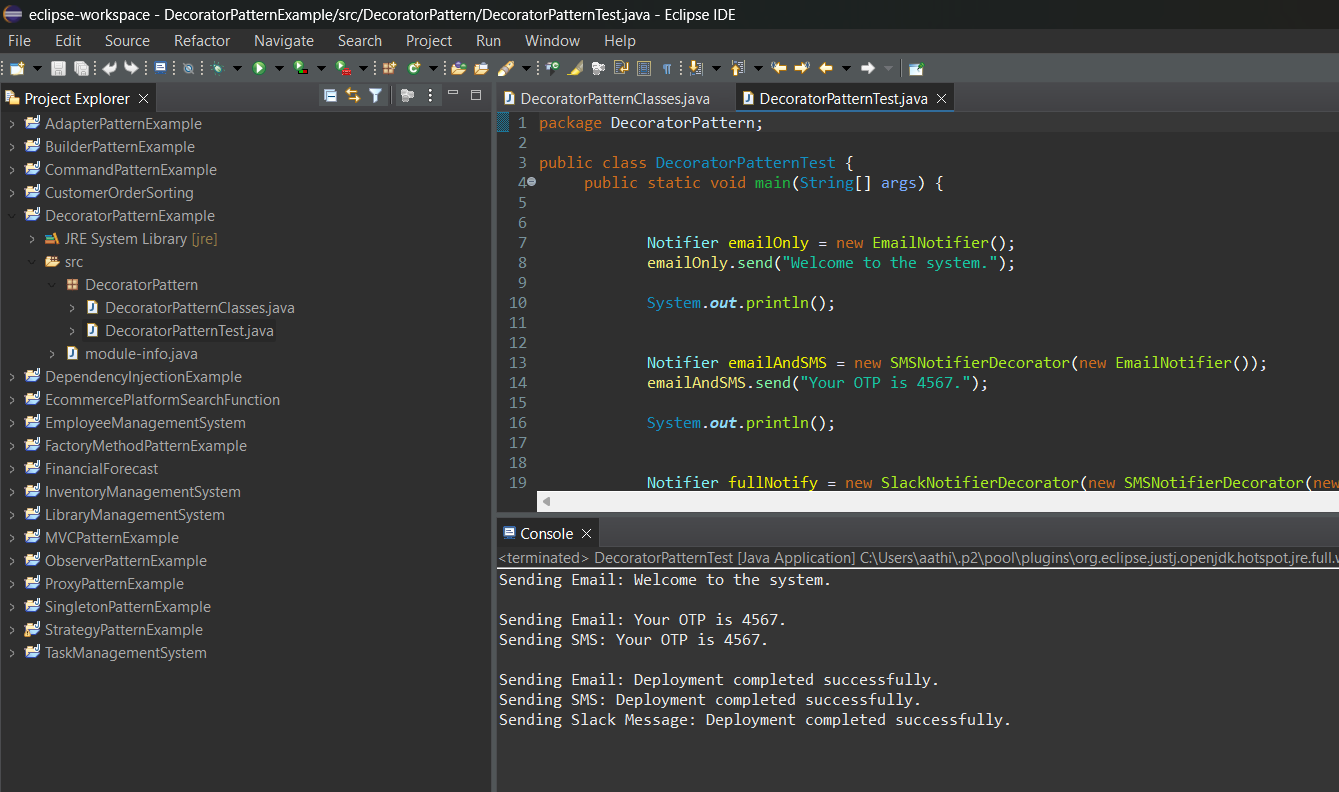 eclipse-workspace - DecoratorPatternExample/src/DecoratorPattern/DecoratorPatternTest.java - Eclipse IDE
File Edit Source Refactor Navigate Search Project Run Window Help
Project Explorer
AdapterPatternExample
BuilderPatternExample
CommandPatternExample
CustomerOrderSorting
DecoratorPatternExample
JRE System Library [jre]
src
DecoratorPattern
DecoratorPatternClasses.java
DecoratorPatternTest.java
module-info.java
DependencyInjectionExample
EcommercePlatformSearchFunction
EmployeeManagementSystem
FactoryMethodPatternExample
FinancialForecast
InventoryManagementSystem
LibraryManagementSystem
MVCPatternExample
ObserverPatternExample
ProxyPatternExample
SingletonPatternExample
StrategyPatternExample
TaskManagementSystem
DecoratorPatternClasses.java DecoratorPatternTest.java
1 package DecoratorPattern;
2
3 public class DecoratorPatternTest {
4 public static void main(String[] args) {
5
6
7 Notifier emailOnly = new EmailNotifier();
8 emailOnly.send("Welcome to the system.");
9
10 System.out.println();
11
12
13 Notifier emailAndSMS = new SMSNotifierDecorator(new EmailNotifier());
14 emailAndSMS.send("Your OTP is 4567.");
15
16 System.out.println();
17
18
19 Notifier fullNotify = new SlackNotifierDecorator(new SMSNotifierDecorator(new
Console
<terminated> DecoratorPatternTest [Java Application] C:\Users\aathi\.p2\pool\plugins\org.eclipse.justj.openjdk.hotspot.jre.full.
Sending Email: Welcome to the system.
Sending Email: Your OTP is 4567.
Sending SMS: Your OTP is 4567.
Sending Email: Deployment completed successfully.
Sending SMS: Deployment completed successfully.
Sending Slack Message: Deployment completed successfully.